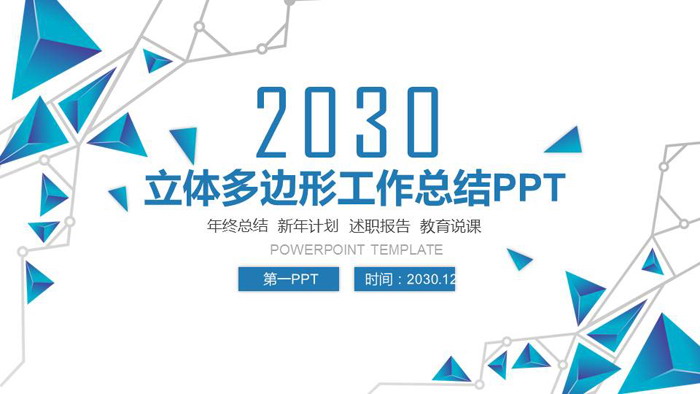 2030
立体多边形工作总结PPT
年终总结 新年计划 述职报告 教育说课
POWERPOINT TEMPLATE
第一PPT
时间：2030.12